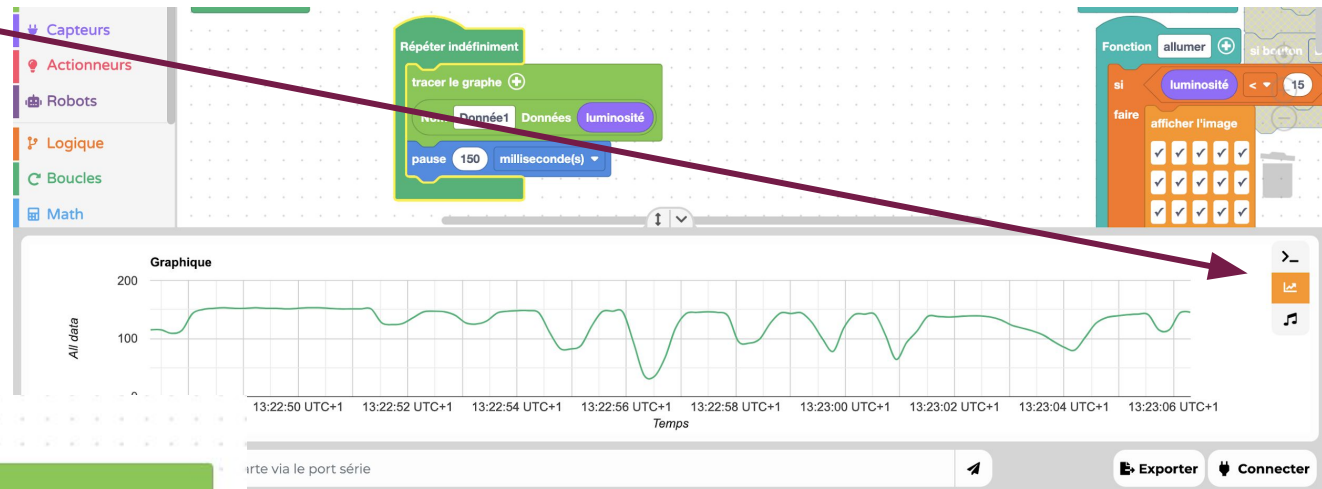 Capteurs
Actionneurs
Robots
Logique
Boucles
Math
Répéter indéfiniment
tracer le graphe
Donnée1 Données luminosité
pause 150 milliseconde(s)
Fonction allumer
si bouton
si luminosité < 15
faire
afficher l'image
Graphique
200
100
0
All data
13:22:50 UTC+1 13:22:52 UTC+1 13:22:54 UTC+1 13:22:56 UTC+1 13:22:58 UTC+1 13:23:00 UTC+1 13:23:02 UTC+1 13:23:04 UTC+1 13:23:06 UTC+1
Temps
via le port série
Exporter
Connecter